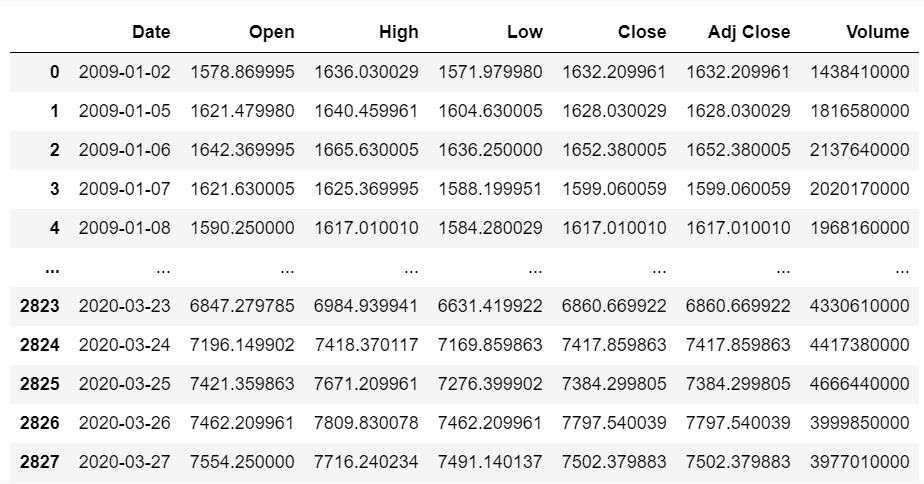 Date Open High Low Close Adj Close Volume
0 2009-01-02 1578.869995 1636.030029 1571.979980 1632.209961 1632.209961 1438410000
1 2009-01-05 1621.479980 1640.459961 1604.630005 1628.030029 1628.030029 1816580000
2 2009-01-06 1642.369995 1665.630005 1636.250000 1652.380005 1652.380005 2137640000
3 2009-01-07 1621.630005 1625.369995 1588.199951 1599.060059 1599.060059 2020170000
4 2009-01-08 1590.250000 1617.010010 1584.280029 1617.010010 1617.010010 1968160000
... ... ... ... ... ... ... ...
2823 2020-03-23 6847.279785 6984.939941 6631.419922 6860.669922 6860.669922 4330610000
2824 2020-03-24 7196.149902 7418.370117 7169.859863 7417.859863 7417.859863 4417380000
2825 2020-03-25 7421.359863 7671.209961 7276.399902 7384.299805 7384.299805 4666440000
2826 2020-03-26 7462.209961 7809.830078 7462.209961 7797.540039 7797.540039 3999850000
2827 2020-03-27 7554.250000 7716.240234 7491.140137 7502.379883 7502.379883 3977010000